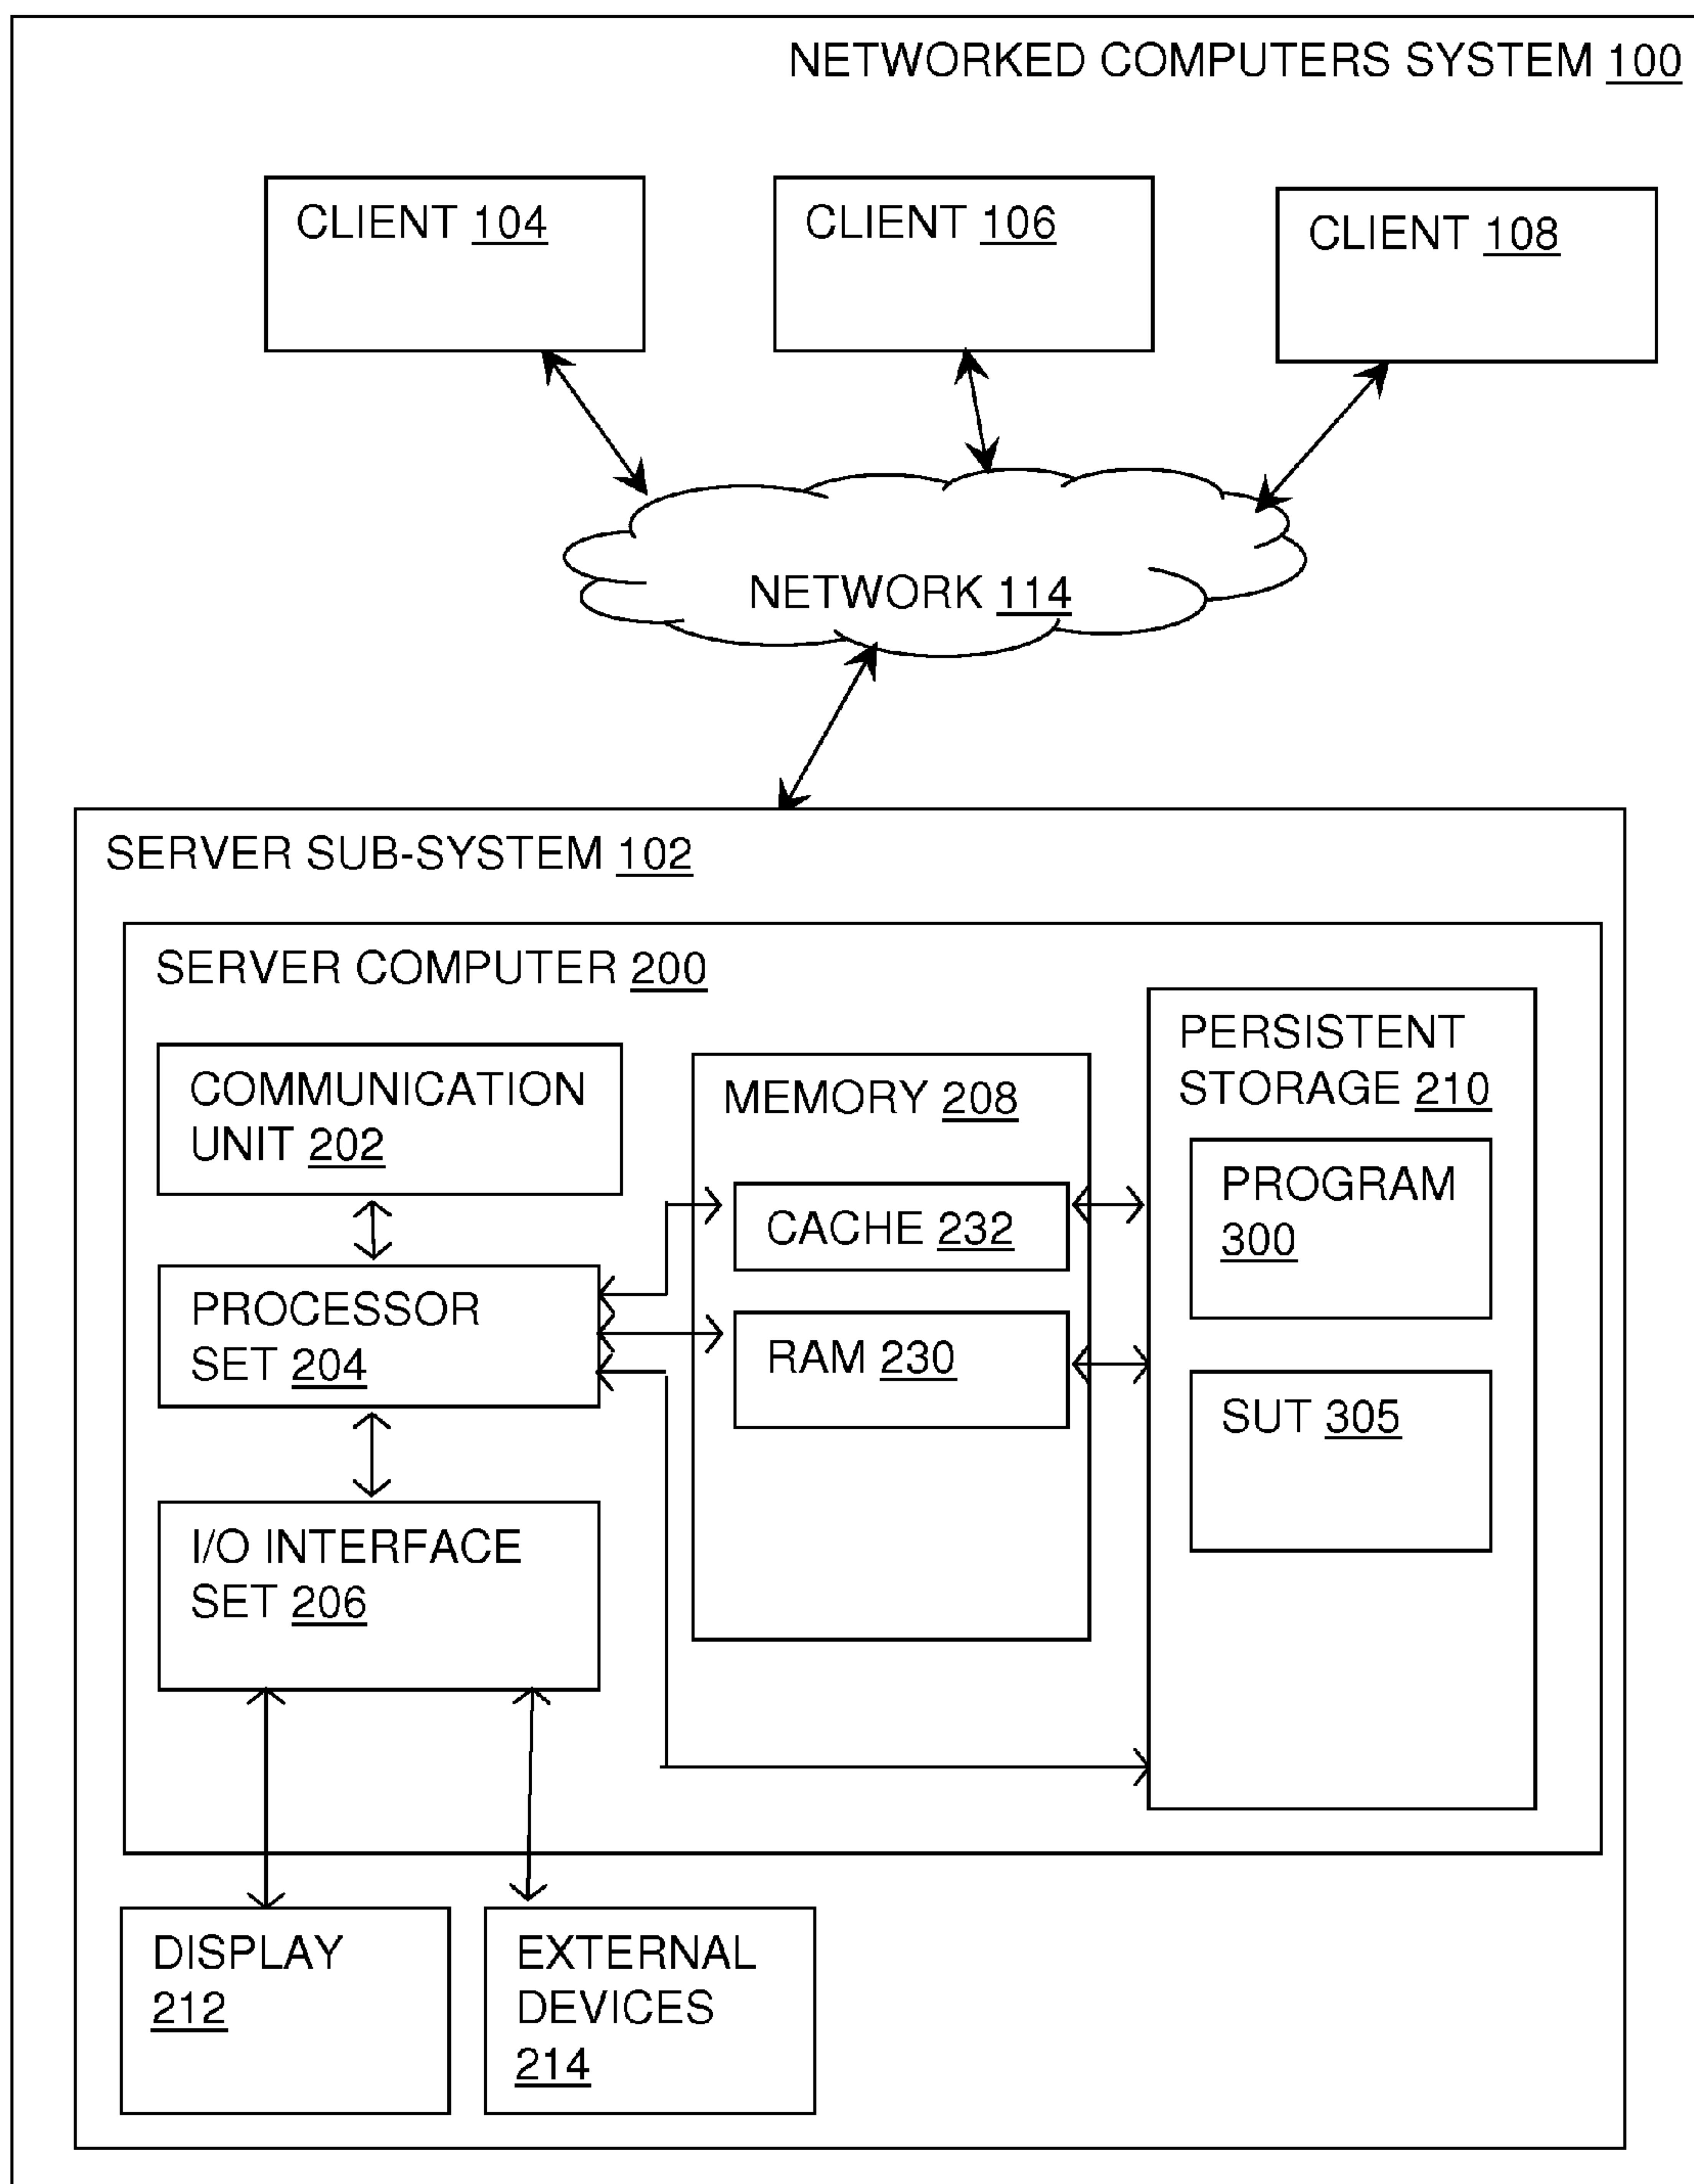 NETWORKED COMPUTERS SYSTEM 100
CLIENT 104
CLIENT 106
CLIENT 108
NETWORK 114
SERVER SUB-SYSTEM 102
SERVER COMPUTER 200
COMMUNICATION
UNIT 202
PROCESSOR
SET 204
I/O INTERFACE
SET 206
MEMORY 208
CACHE 232
RAM 230
PERSISTENT
STORAGE 210
PROGRAM
300
SUT 305
DISPLAY
212
EXTERNAL
DEVICES
214